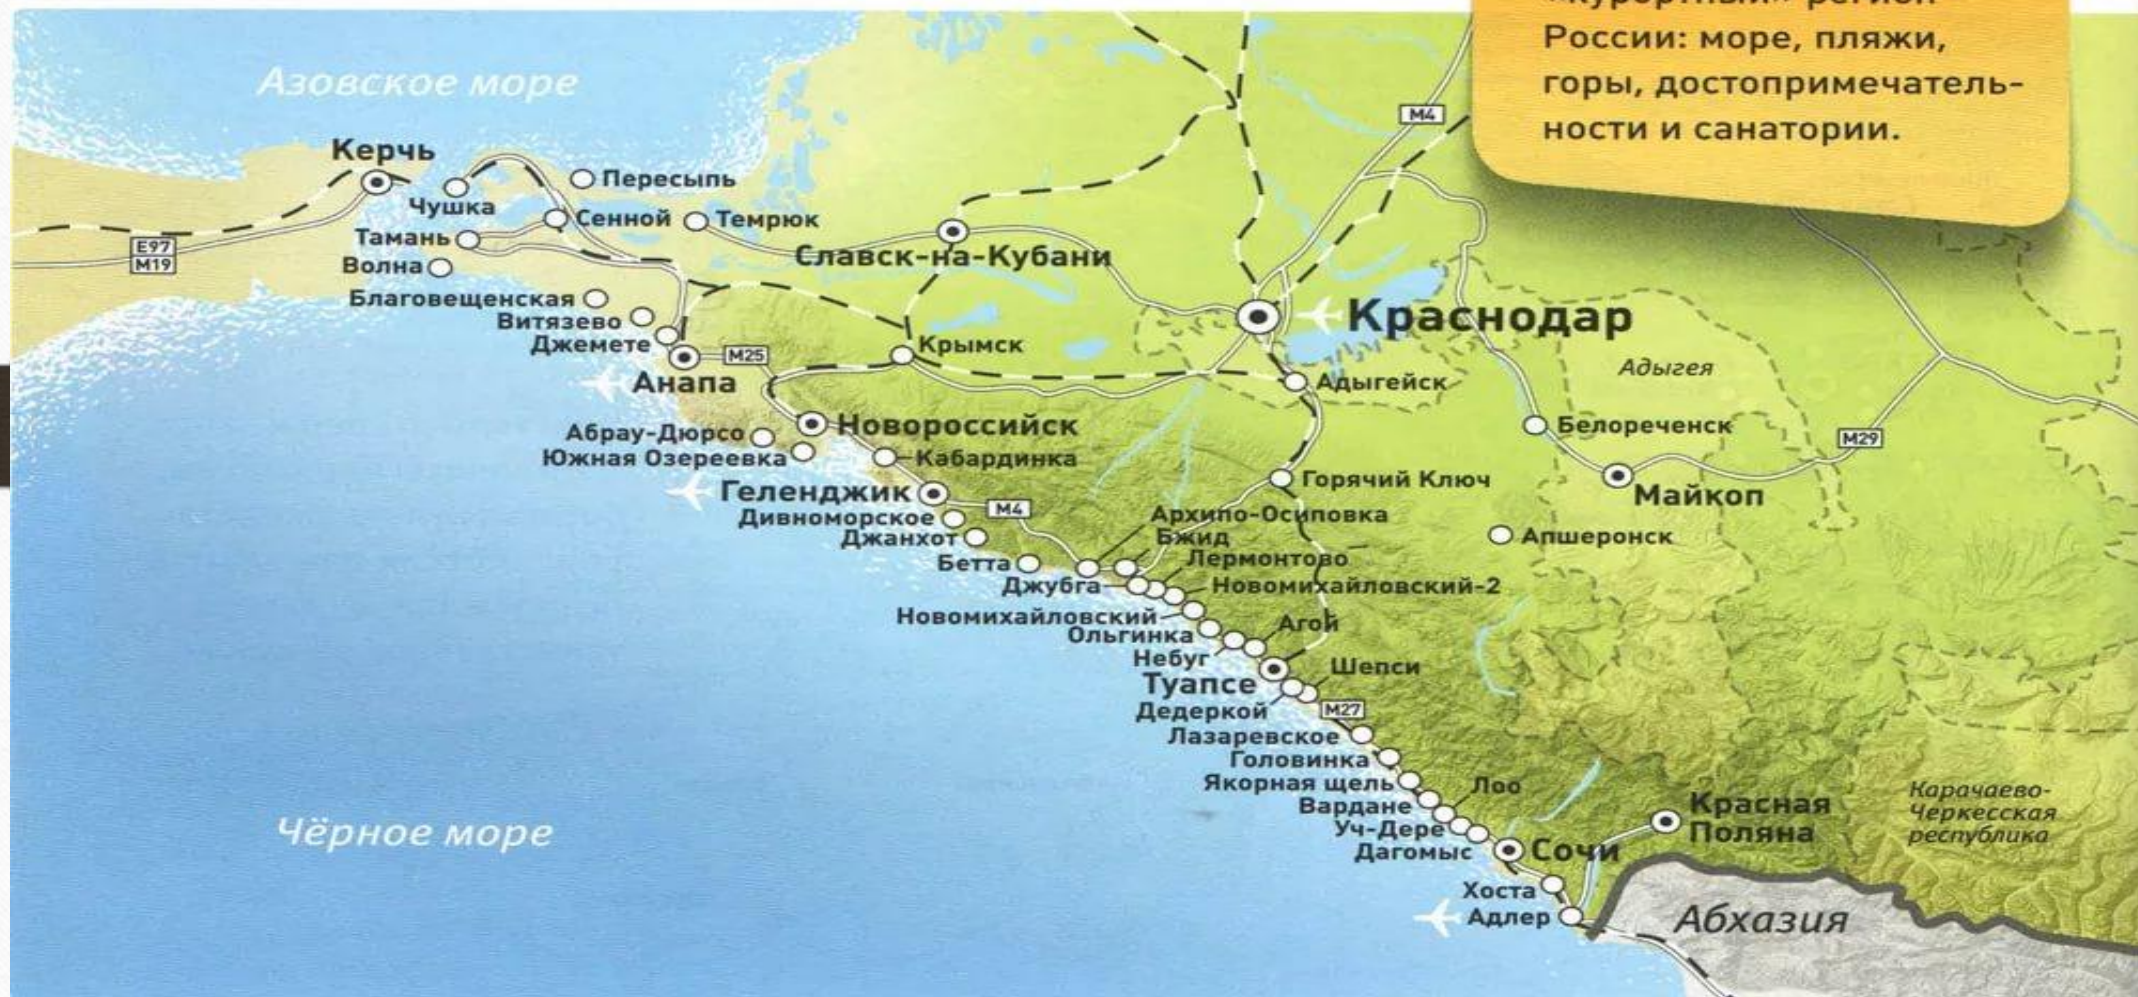 «курортный» регион
России: море, пляжи,
горы, достопримечатель-
ности и санатории.
Азовское море
M4
Керчь
Пересыпь
Чушка
Сенной
Темрюк
Тамань
E97
M19
Славск-на-Кубани
Волна
Благовещенская
Витязево
Краснодар
Джемете
Крымск
M25
Адыгея
Анапа
Адыгейск
Новороссийск
Белореченск
Абрау-Дюрсо
M29
Южная Озереевка
Кабардинка
Геленджик
Горячий Ключ
Майкоп
M4
Дивноморское
Архипо-Осиповка
Джанхот
Бжид
Апшеронск
Бетта
Лермонтово
Джубга
Новомихайловский-2
Новомихайловский
Ольгинка
Агой
Небуг
Шепси
Туапсе
Дедеркой
M27
Лазаревское
Головинка
Якорная щель
Лоо
Вардане
Уч-Дере
Дагомыс
Сочи
Красная
Поляна
Карачаево-
Черкесская
республика
Чёрное море
Хоста
Адлер
Абхазия